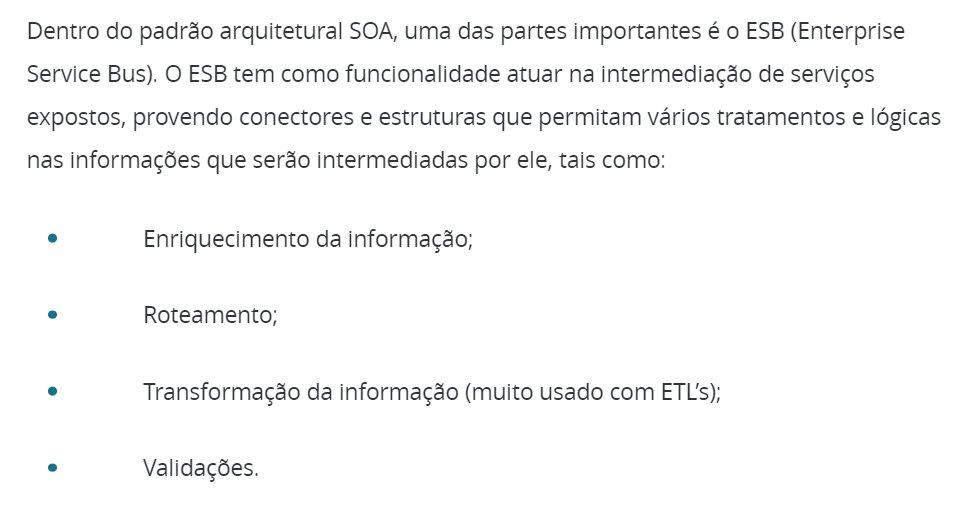 Dentro do padrão arquitetural SOA, uma das partes importantes é o ESB (Enterprise
Service Bus). O ESB tem como funcionalidade atuar na intermediação de serviços
expostos, provendo conectores e estruturas que permitam vários tratamentos e lógicas
nas informações que serão intermediadas por ele, tais como:
• Enriquecimento da informação;
• Roteamento;
• Transformação da informação (muito usado com ETL’s);
• Validações.